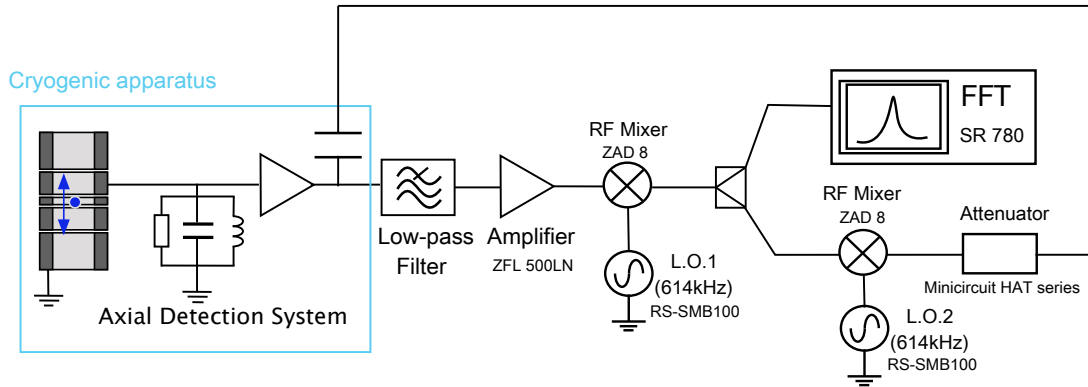 Cryogenic apparatus
Axial Detection System
Low-pass
Filter
Amplifier
ZFL 500LN
RF Mixer
ZAD 8
L.O.1
(614kHz)
RS-SMB100
FFT
SR 780
RF Mixer
ZAD 8
L.O.2
(614kHz)
RS-SMB100
Attenuator
Minicircuit HAT series